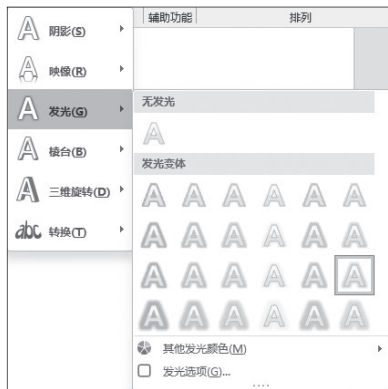 辅助功能 排列
阴影(S)
映像(R)
发光(G)
棱台(B)
三维旋转(D)
abc 转换(T)
无发光
发光变体
其他发光颜色(M)
发光选项(G)...